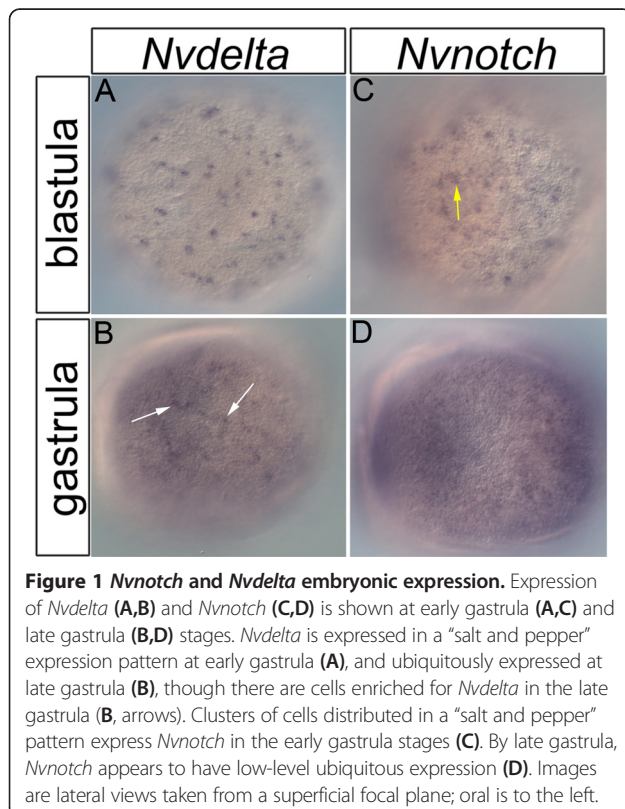 Nvdelta Nvnotch
A C
blastula
B D
gastrula
Figure 1 Nvnotch and Nvdelta embryonic expression. Expression
of Nvdelta (A,B) and Nvnotch (C,D) is shown at early gastrula (A,C) and
late gastrula (B,D) stages. Nvdelta is expressed in a “salt and pepper”
expression pattern at early gastrula (A), and ubiquitously expressed at
late gastrula (B), though there are cells enriched for Nvdelta in the late
gastrula (B, arrows). Clusters of cells distributed in a “salt and pepper”
pattern express Nvnotch in the early gastrula stages (C). By late gastrula,
Nvnotch appears to have low-level ubiquitous expression (D). Images
are lateral views taken from a superficial focal plane; oral is to the left.